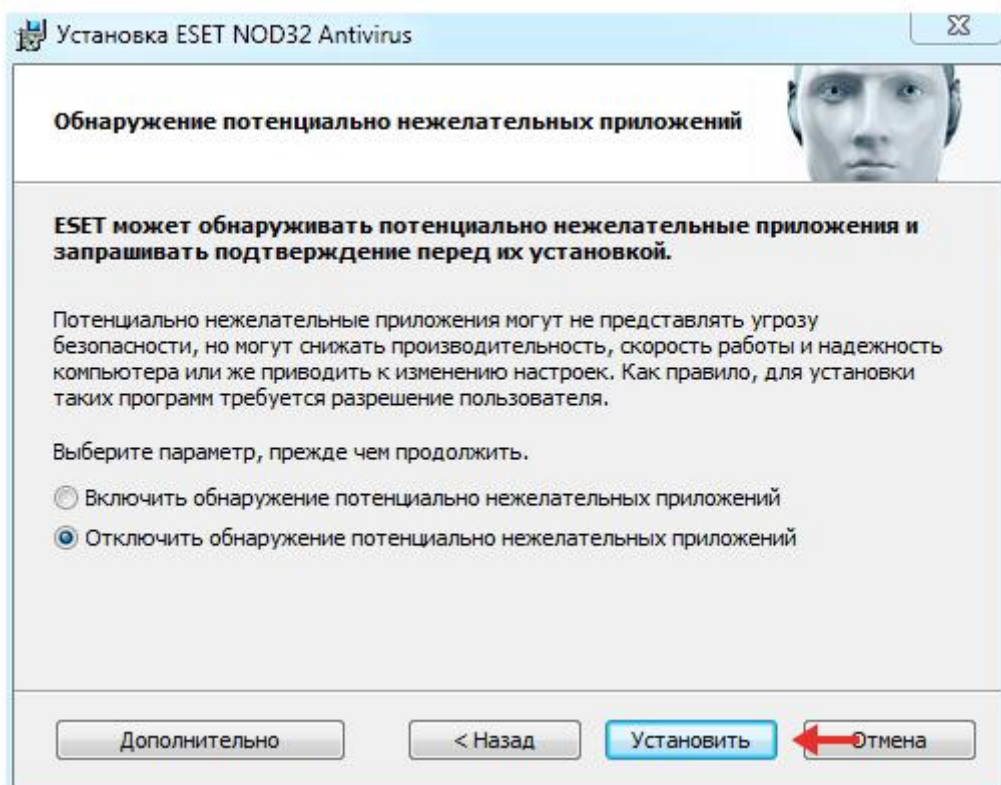 Установка ESET NOD32 Antivirus
Обнаружение потенциально нежелательных приложений
ESET может обнаруживать потенциально нежелательные приложения и
запрашивать подтверждение перед их установкой.
Потенциально нежелательные приложения могут не представлять угрозу
безопасности, но могут снижать производительность, скорость работы и надежность
компьютера или же приводить к изменению настроек. Как правило, для установки
таких программ требуется разрешение пользователя.
Выберите параметр, прежде чем продолжить.
Включить обнаружение потенциально нежелательных приложений
Отключить обнаружение потенциально нежелательных приложений
Дополнительно < Назад Установить Отмена